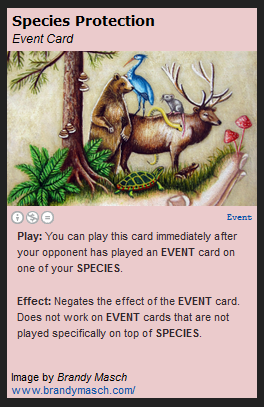 Species Protection
Event Card
Event
Play: You can play this card immediately after
your opponent has played an EVENT card on
one of your SPECIES.
Effect: Negates the effect of the EVENT card.
Does not work on EVENT cards that are not
played specifically on top of SPECIES.
Image by Brandy Masch
www.brandymasch.com/